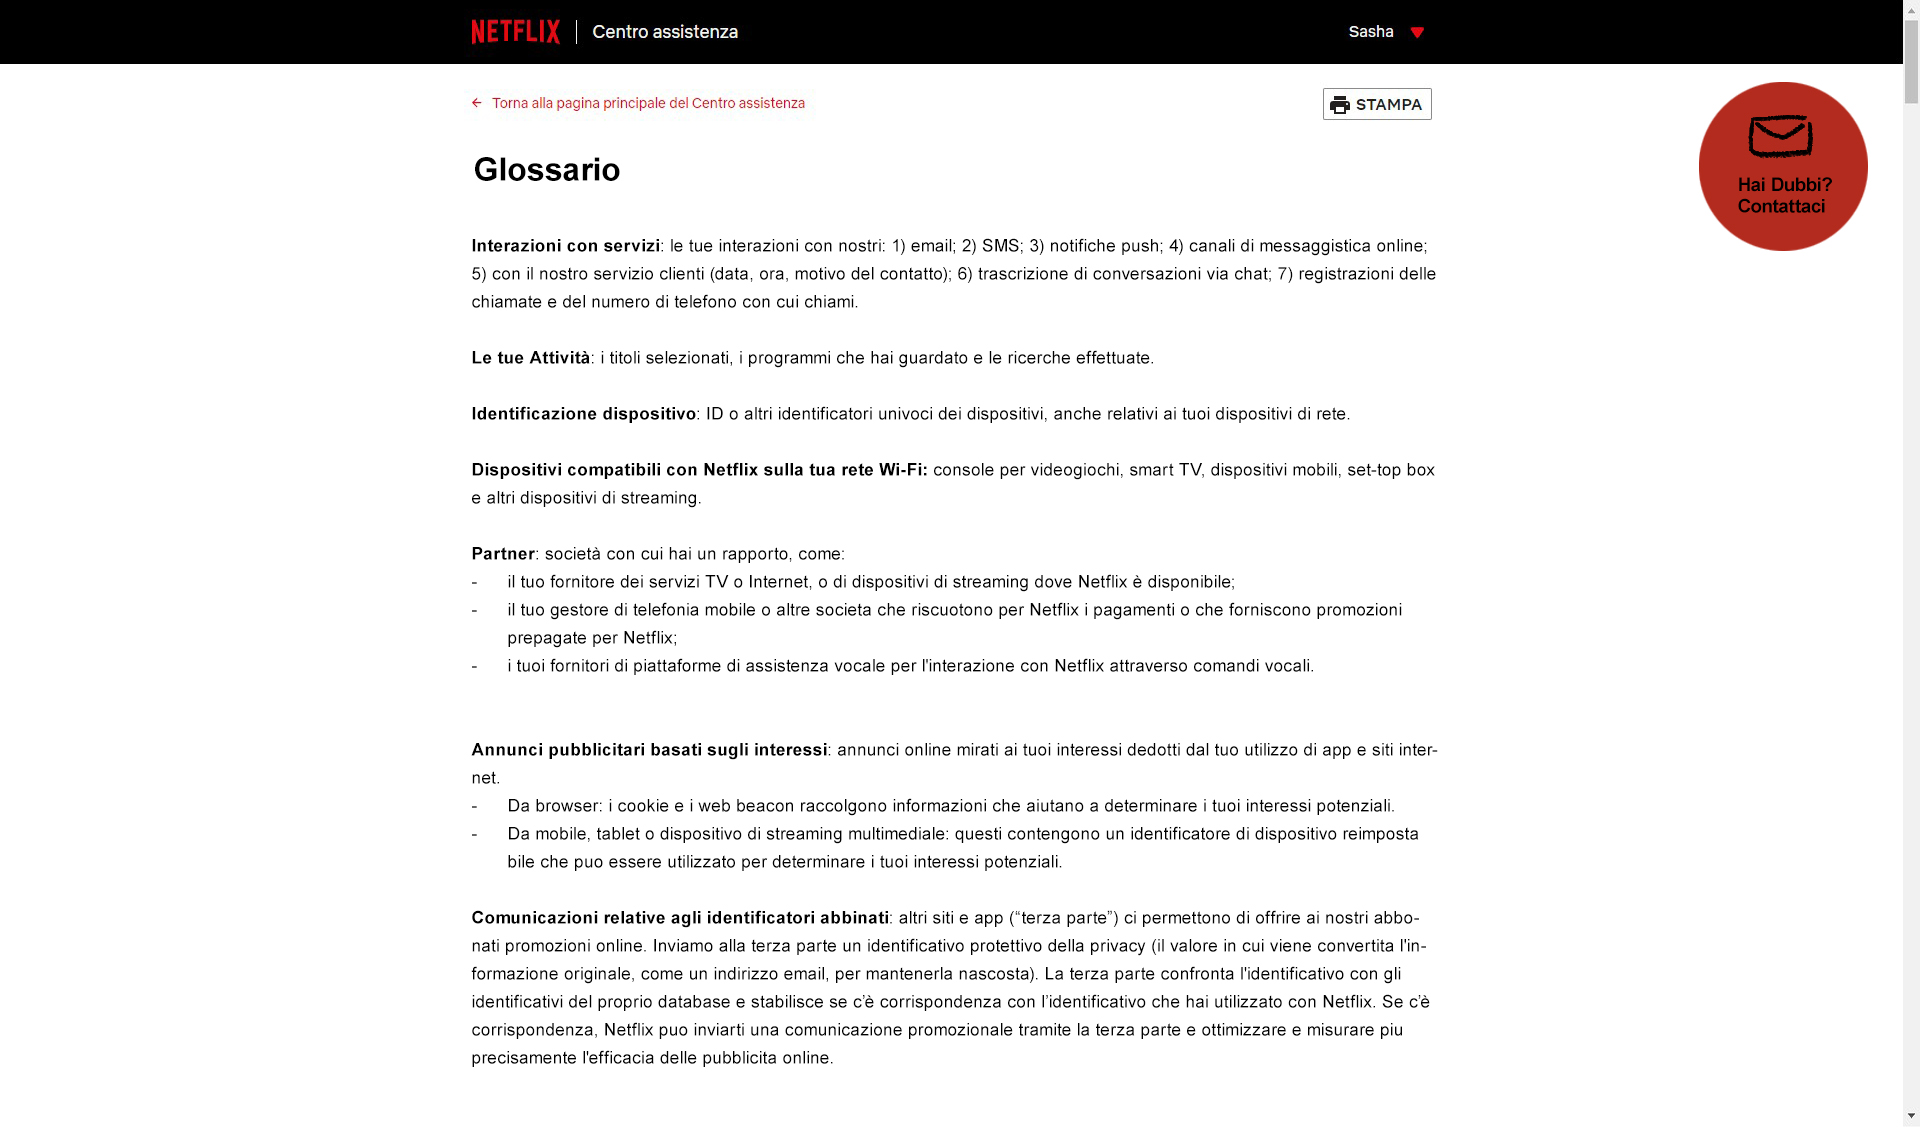 NETFLIX Centro assistenza Sasha
Torna alla pagina principale del Centro assistenza
STAMPA
Hai Dubbi?
Contattaci
Glossario
Interazioni con servizi: le tue interazioni con nostri: 1) email; 2) SMS; 3) notifiche push; 4) canali di messaggistica online;
5) con il nostro servizio clienti (data, ora, motivo del contatto); 6) trascrizione di conversazioni via chat; 7) registrazioni delle
chiamate e del numero di telefono con cui chiami.
Le tue Attività: i titoli selezionati, i programmi che hai guardato e le ricerche effettuate.
Identificazione dispositivo: ID o altri identificatori univoci dei dispositivi, anche relativi ai tuoi dispositivi di rete.
Dispositivi compatibili con Netflix sulla tua rete Wi-Fi: console per videogiochi, smart TV, dispositivi mobili, set-top box
e altri dispositivi di streaming.
Partner: società con cui hai un rapporto, come:
- il tuo fornitore dei servizi TV o Internet, o di dispositivi di streaming dove Netflix è disponibile;
- il tuo gestore di telefonia mobile o altre societa che riscuotono per Netflix i pagamenti o che forniscono promozioni
prepagate per Netflix;
- i tuoi fornitori di piattaforme di assistenza vocale per l'interazione con Netflix attraverso comandi vocali.
Annunci pubblicitari basati sugli interessi: annunci online mirati ai tuoi interessi dedotti dal tuo utilizzo di app e siti inter-
net.
- Da browser: i cookie e i web beacon raccolgono informazioni che aiutano a determinare i tuoi interessi potenziali.
- Da mobile, tablet o dispositivo di streaming multimediale: questi contengono un identificatore di dispositivo reimposta
bile che puo essere utilizzato per determinare i tuoi interessi potenziali.
Comunicazioni relative agli identificatori abbinati: altri siti e app (“terza parte”) ci permettono di offrire ai nostri abbo-
nati promozioni online. Inviamo alla terza parte un identificativo protettivo della privacy (il valore in cui viene convertita l'in-
formazione originale, come un indirizzo email, per mantenerla nascosta). La terza parte confronta l'identificativo con gli
identificativi del proprio database e stabilisce se c’è corrispondenza con l’identificativo che hai utilizzato con Netflix. Se c’è
corrispondenza, Netflix puo inviarti una comunicazione promozionale tramite la terza parte e ottimizzare e misurare piu
precisamente l'efficacia delle pubblicita online.